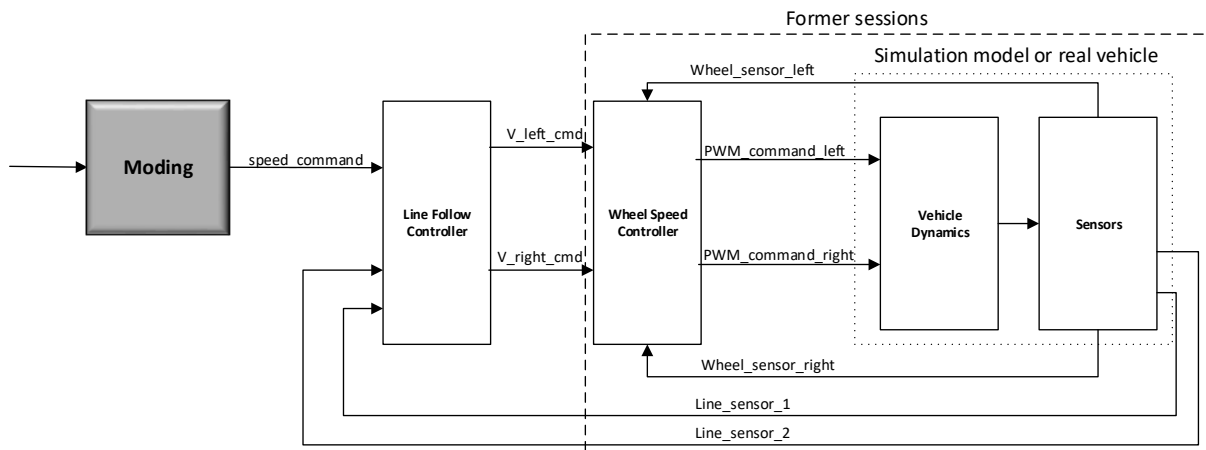 Former sessions
Simulation model or real vehicle
Wheel_sensor_left
V_left_cmd
PWM_command_left
Moding
speed_command
Line Follow
Controller
Wheel Speed
Controller
Vehicle
Dynamics
Sensors
V_right_cmd
PWM_command_right
Wheel_sensor_right
Line_sensor_1
Line_sensor_2